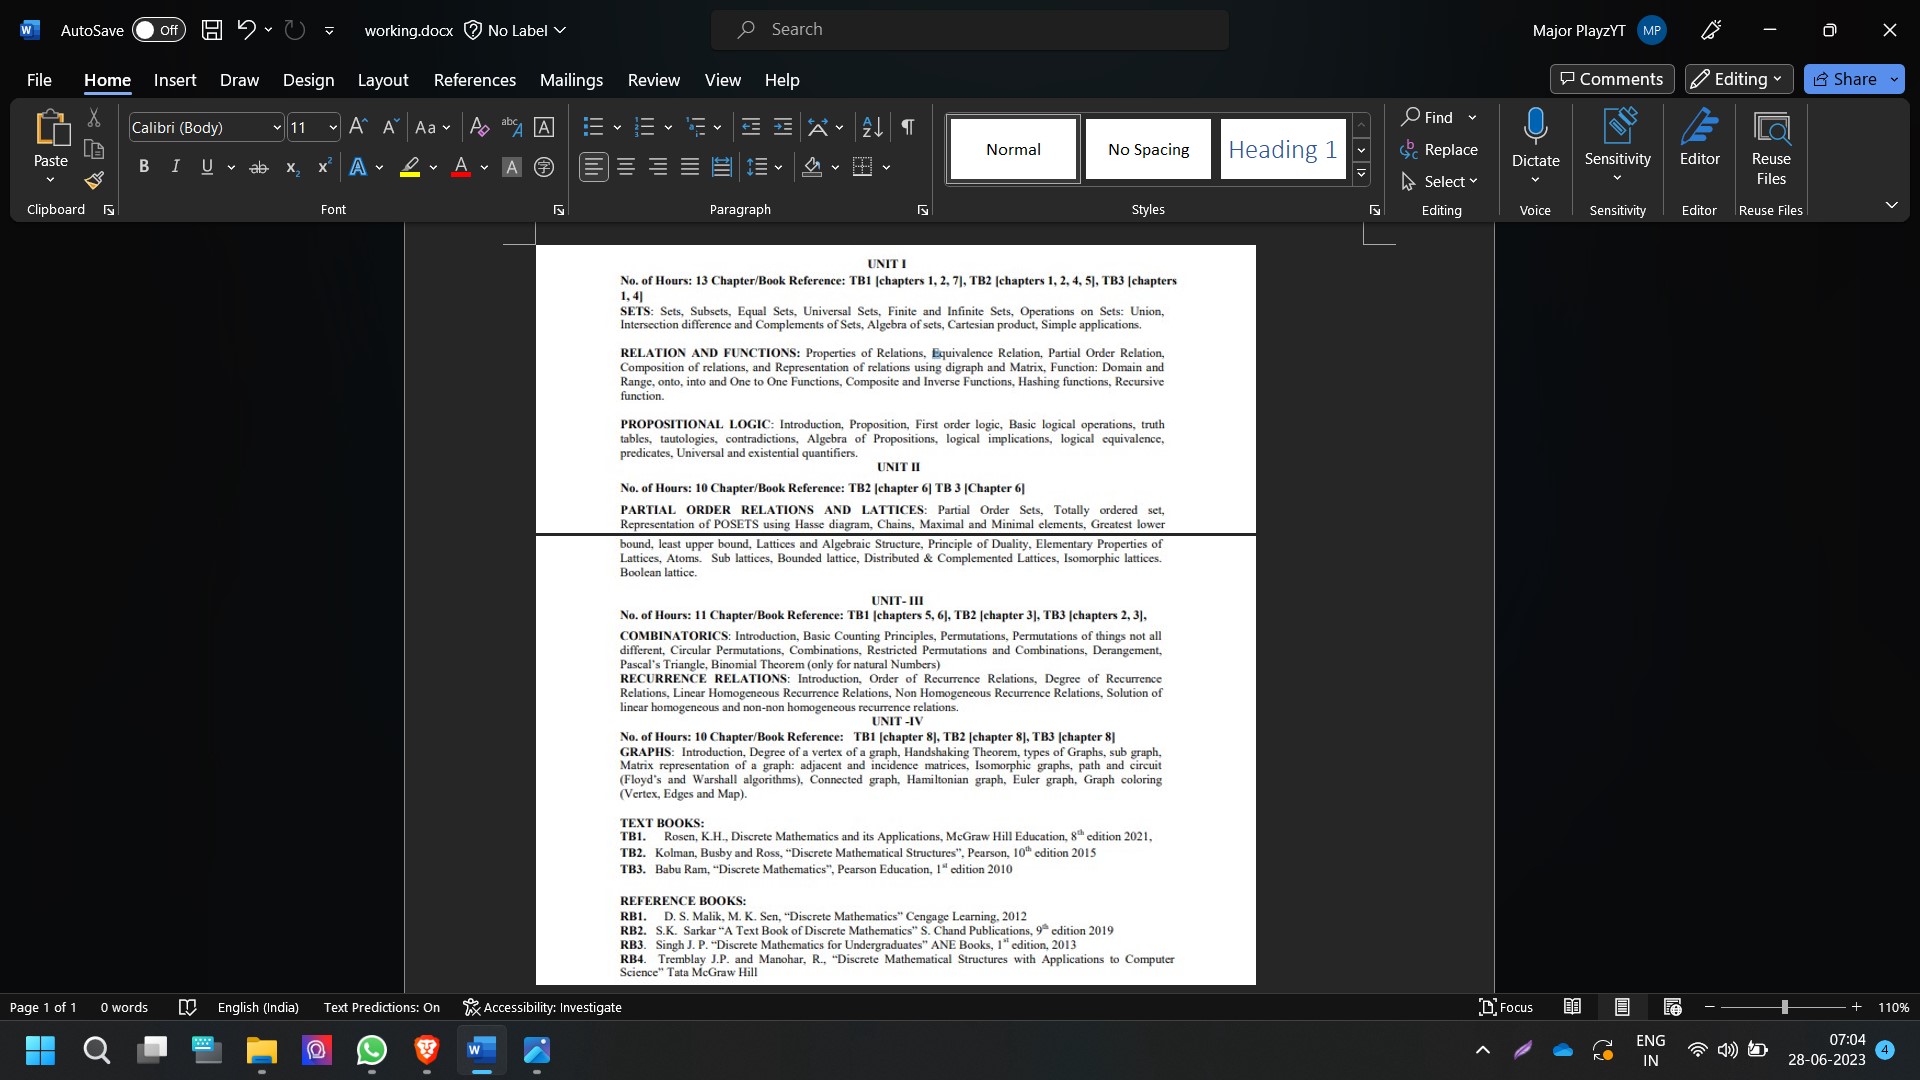 AutoSave Off working.docx No Label Search Major PlayzYT MP
File Home Insert Draw Design Layout References Mailings Review View Help Comments Editing Share
Paste Calibri (Body) 11 Aa Normal No Spacing Heading 1 Find Replace Select Dictate Sensitivity Editor Reuse Files
Clipboard Font Paragraph Styles Editing Voice Sensitivity Editor Reuse Files
UNIT I
No. of Hours: 13 Chapter/Book Reference: TB1 [chapters 1, 2, 7], TB2 [chapters 1, 2, 4, 5], TB3 [chapters
1, 4]
SETS: Sets, Subsets, Equal Sets, Universal Sets, Finite and Infinite Sets, Operations on Sets: Union,
Intersection difference and Complements of Sets, Algebra of sets, Cartesian product, Simple applications.
RELATION AND FUNCTIONS: Properties of Relations, Equivalence Relation, Partial Order Relation,
Composition of relations, and Representation of relations using digraph and Matrix, Function: Domain and
Range, onto, into and One to One Functions, Composite and Inverse Functions, Hashing functions, Recursive
function.
PROPOSITIONAL LOGIC: Introduction, Proposition, First order logic, Basic logical operations, truth
tables, tautologies, contradictions, Algebra of Propositions, logical implications, logical equivalence,
predicates, Universal and existential quantifiers.
UNIT II
No. of Hours: 10 Chapter/Book Reference: TB2 [chapter 6] TB 3 [Chapter 6]
PARTIAL ORDER RELATIONS AND LATTICES: Partial Order Sets, Totally ordered set,
Representation of POSETS using Hasse diagram, Chains, Maximal and Minimal elements, Greatest lower
bound, least upper bound, Lattices and Algebraic Structure, Principle of Duality, Elementary Properties of
Lattices, Atoms. Sub lattices, Bounded lattice, Distributed & Complemented Lattices, Isomorphic lattices.
Boolean lattice.
UNIT- III
No. of Hours: 11 Chapter/Book Reference: TB1 [chapters 5, 6], TB2 [chapter 3], TB3 [chapters 2, 3],
COMBINATORICS: Introduction, Basic Counting Principles, Permutations, Permutations of things not all
different, Circular Permutations, Combinations, Restricted Permutations and Combinations, Derangement,
Pascal's Triangle, Binomial Theorem (only for natural Numbers)
RECURRENCE RELATIONS: Introduction, Order of Recurrence Relations, Degree of Recurrence
Relations, Linear Homogeneous Recurrence Relations, Non Homogeneous Recurrence Relations, Solution of
linear homogeneous and non-non homogeneous recurrence relations.
UNIT -IV
No. of Hours: 10 Chapter/Book Reference: TB1 [chapter 8], TB2 [chapter 8], TB3 [chapter 8]
GRAPHS: Introduction, Degree of a vertex of a graph, Handshaking Theorem, types of Graphs, sub graph,
Matrix representation of a graph: adjacent and incidence matrices, Isomorphic graphs, path and circuit
(Floyd's and Warshall algorithms), Connected graph, Hamiltonian graph, Euler graph, Graph coloring
(Vertex, Edges and Map).
TEXT BOOKS:
TB1. Rosen, K.H., Discrete Mathematics and its Applications, McGraw Hill Education, 8th edition 2021,
TB2. Kolman, Busby and Ross, “Discrete Mathematical Structures”, Pearson, 10th edition 2015
TB3. Babu Ram, “Discrete Mathematics”, Pearson Education, 1st edition 2010
REFERENCE BOOKS:
RB1. D. S. Malik, M. K. Sen, “Discrete Mathematics” Cengage Learning, 2012
RB2. S.K. Sarkar “A Text Book of Discrete Mathematics” S. Chand Publications, 9th edition 2019
RB3. Singh J. P. “Discrete Mathematics for Undergraduates” ANE Books, 1st edition, 2013
RB4. Tremblay J.P. and Manohar, R., “Discrete Mathematical Structures with Applications to Computer
Science” Tata McGraw Hill
Page 1 of 1 0 words English (India) Text Predictions: On Accessibility: Investigate Focus 110%
ENG 07:04
IN 28-06-2023 4